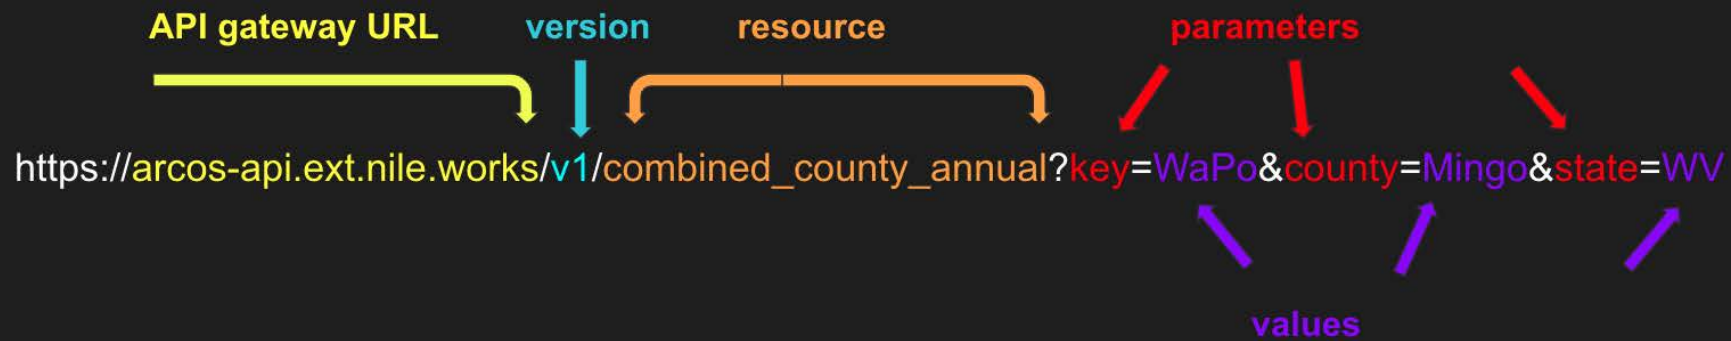 API gateway URL version resource parameters
https://arcos-api.ext.nile.works/v1/combined_county_annual?key=WaPo&county=Mingo&state=WV
values